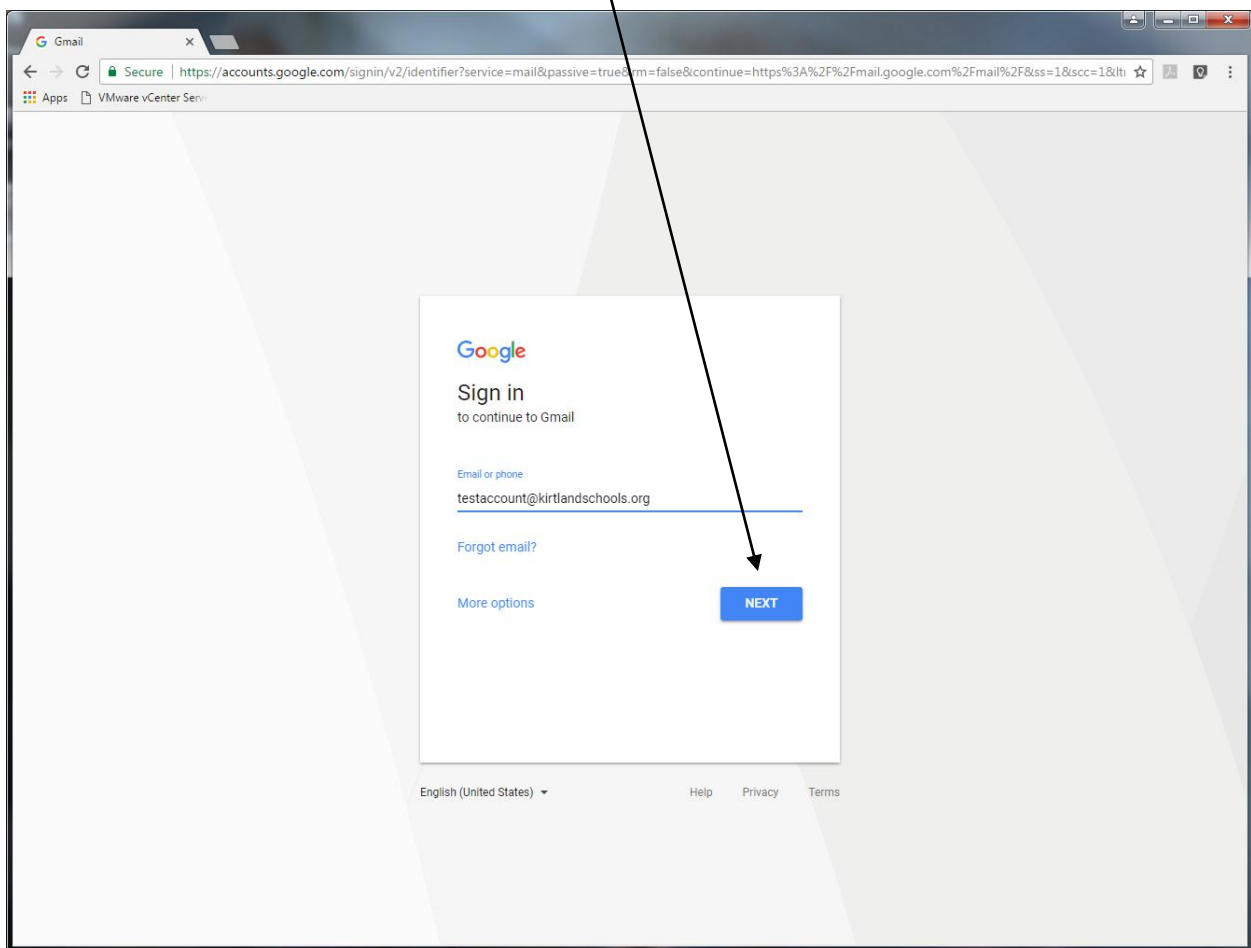 Gmail
Secure | https://accounts.google.com/signin/v2/identifier?service=mail&passive=true&rm=false&continue=https%3A%2F%2Fmail.google.com%2Fmail%2F&ss=1&scc=1&lt
Apps VMware vCenter Serv
Google
Sign in
to continue to Gmail
Email or phone
testaccount@kirtlandschools.org
Forgot email?
More options NEXT
English (United States) Help Privacy Terms